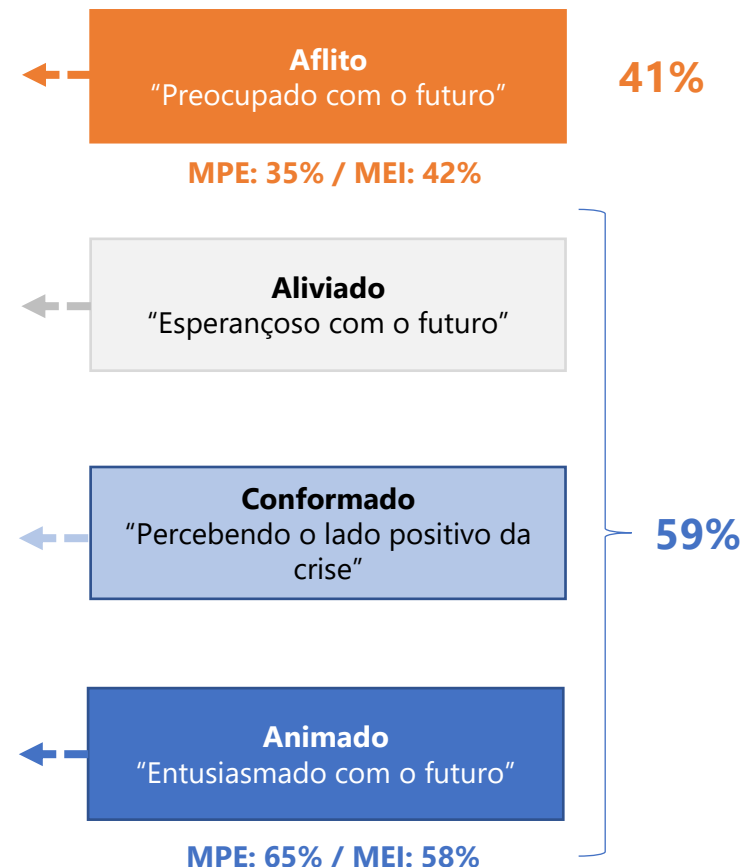 Aflito
“Preocupado com o futuro”
41%
MPE: 35% / MEI: 42%
Aliviado
“Esperançoso com o futuro”
Conformado
“Percebendo o lado positivo da
crise”
59%
Animado
“Entusiasmado com o futuro”
MPE: 65% / MEI: 58%